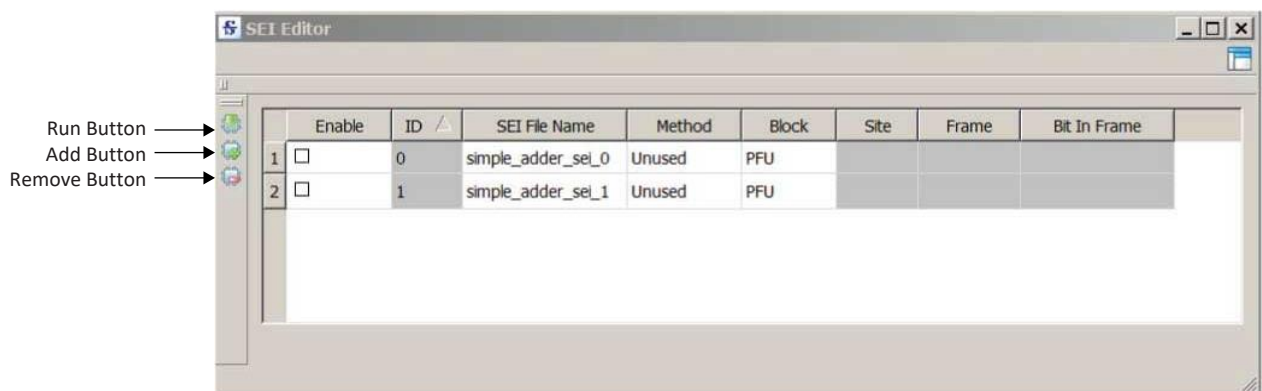 SEI Editor
Run Button
Add Button
Remove Button
Enable ID SEI File Name Method Block Site Frame Bit In Frame
1 0 simple_adder_sei_0 Unused PFU
2 1 simple_adder_sei_1 Unused PFU